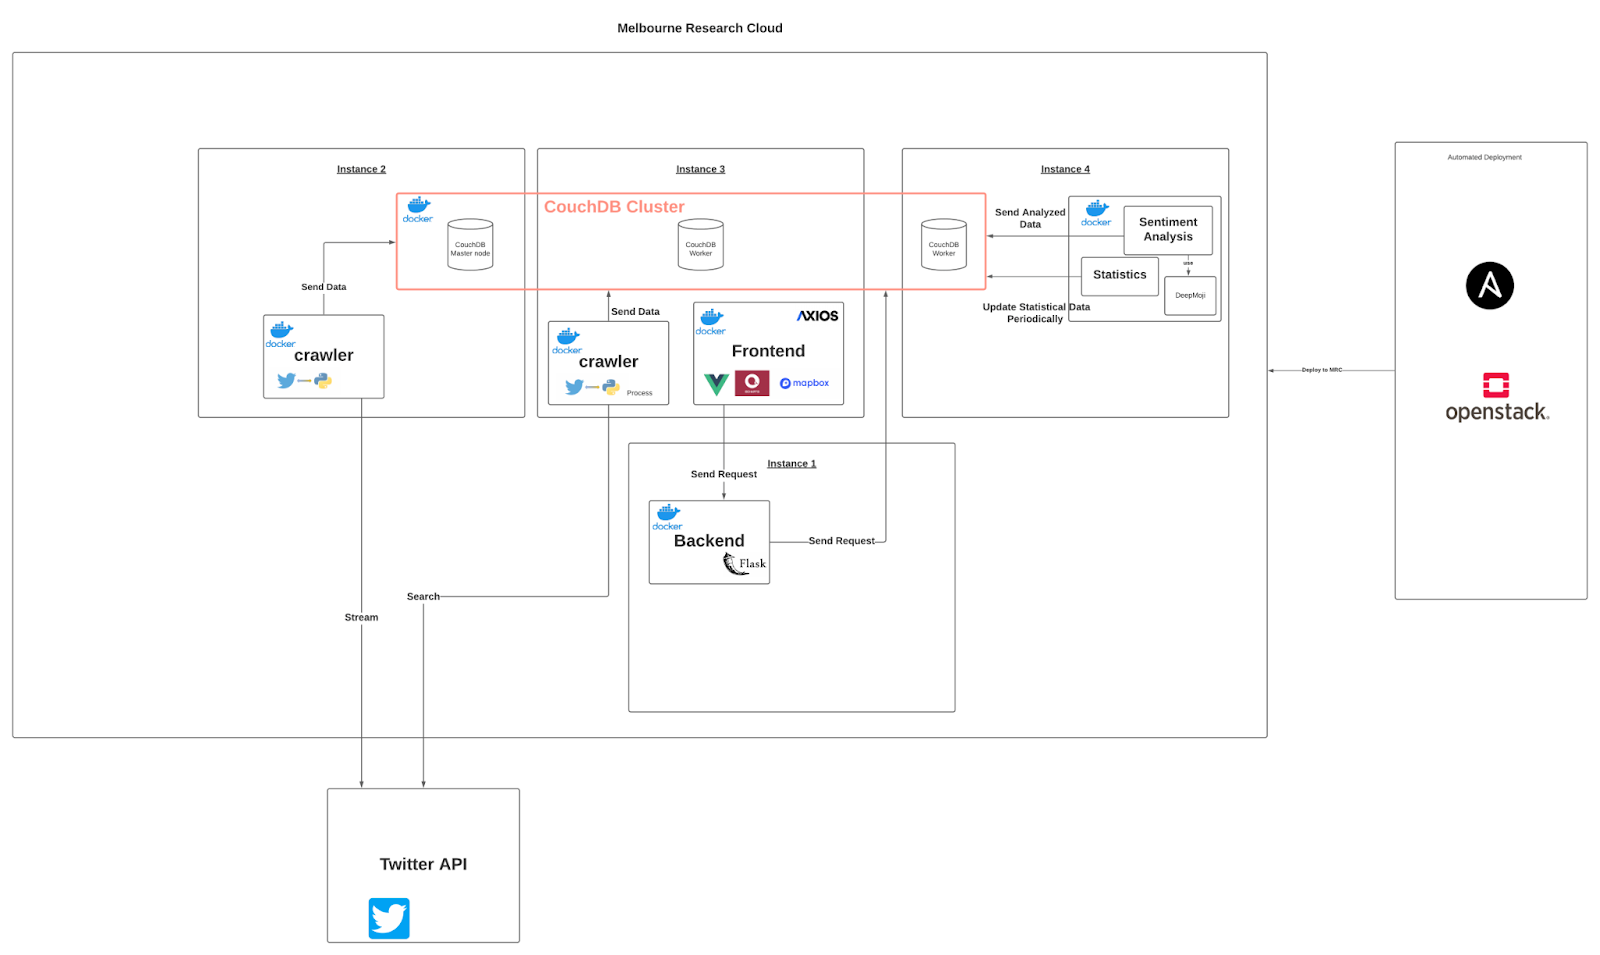 Melbourne Research Cloud
Instance 2
Instance 3
Instance 4
Automated Deployment
docker
CouchDB Cluster
CouchDB
Master node
CouchDB
Worker
CouchDB
Worker
Send Analyzed
Data
docker
Sentiment
Analysis
use
Statistics
DeepMoji
Update Statistical Data
Periodically
Send Data
Send Data
docker
crawler
docker
crawler
Process
docker
AXIOS
Frontend
mapbox
Deploy to NRC
openstack.
Instance 1
Send Request
docker
Backend
Flask
Send Request
Search
Stream
Twitter API